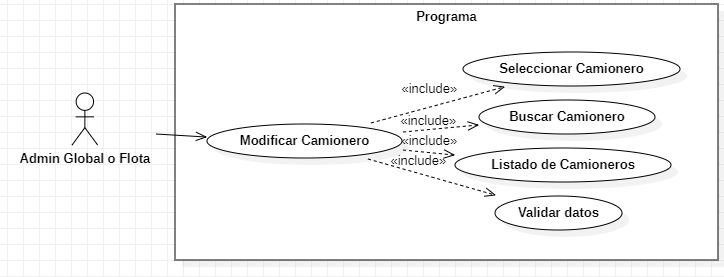 Programa
Seleccionar Camionero
«include»
Buscar Camionero
«include»
Modificar Camionero
«include»
Listado de Camioneros
«include»
Admin Global o Flota
Validar datos